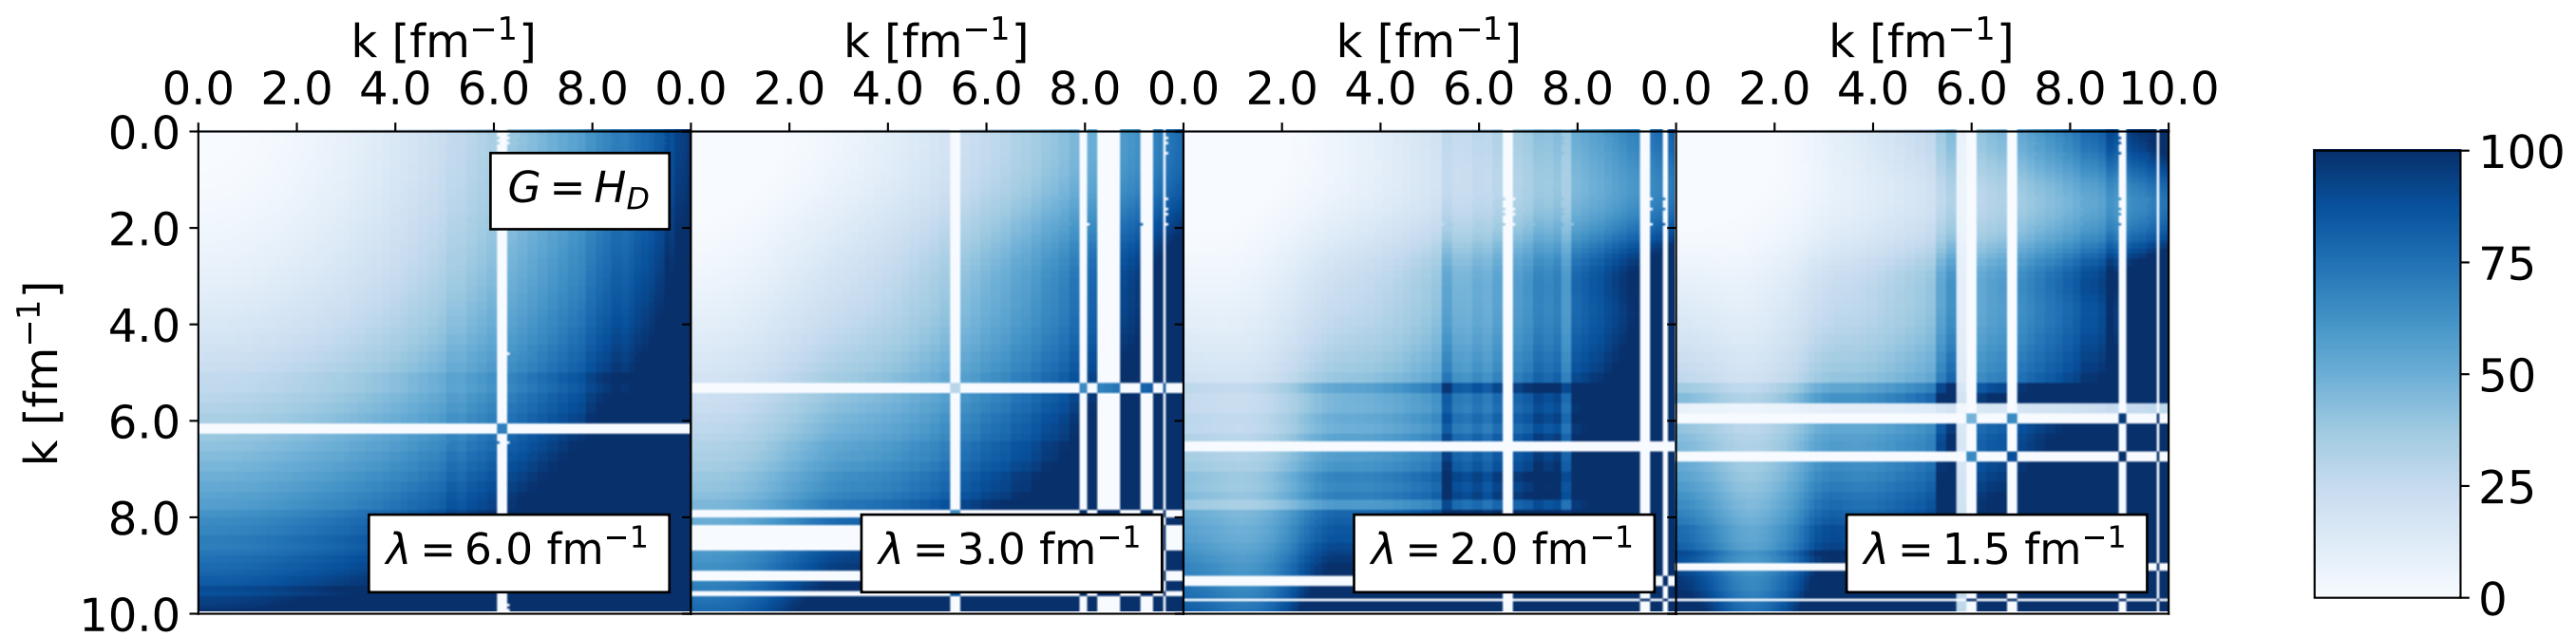 k [fm⁻¹] k [fm⁻¹] k [fm⁻¹] k [fm⁻¹]
0.0 2.0 4.0 6.0 8.0 0.0 2.0 4.0 6.0 8.0 0.0 2.0 4.0 6.0 8.0 0.0 2.0 4.0 6.0 8.0 10.0
0.0
2.0
4.0
6.0
8.0
10.0
k [fm⁻¹]
G = H_D
λ = 6.0 fm⁻¹
λ = 3.0 fm⁻¹
λ = 2.0 fm⁻¹
λ = 1.5 fm⁻¹
100
75
50
25
0